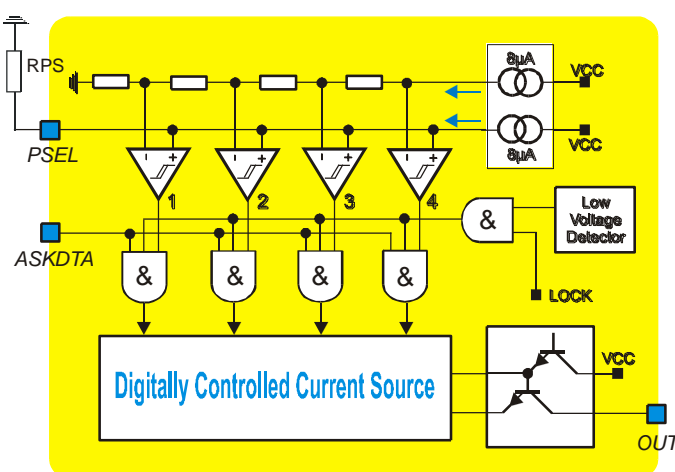 8µA
RPS
VCC
PSEL
8µA
VCC
- + - + - + - +
1 2 3 4
&
Low
Voltage
Detector
ASKDTA
& & & &
LOCK
Digitally Controlled Current Source
VCC
OUT